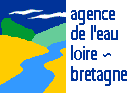 agence
de l'eau
loire ~
bretagne